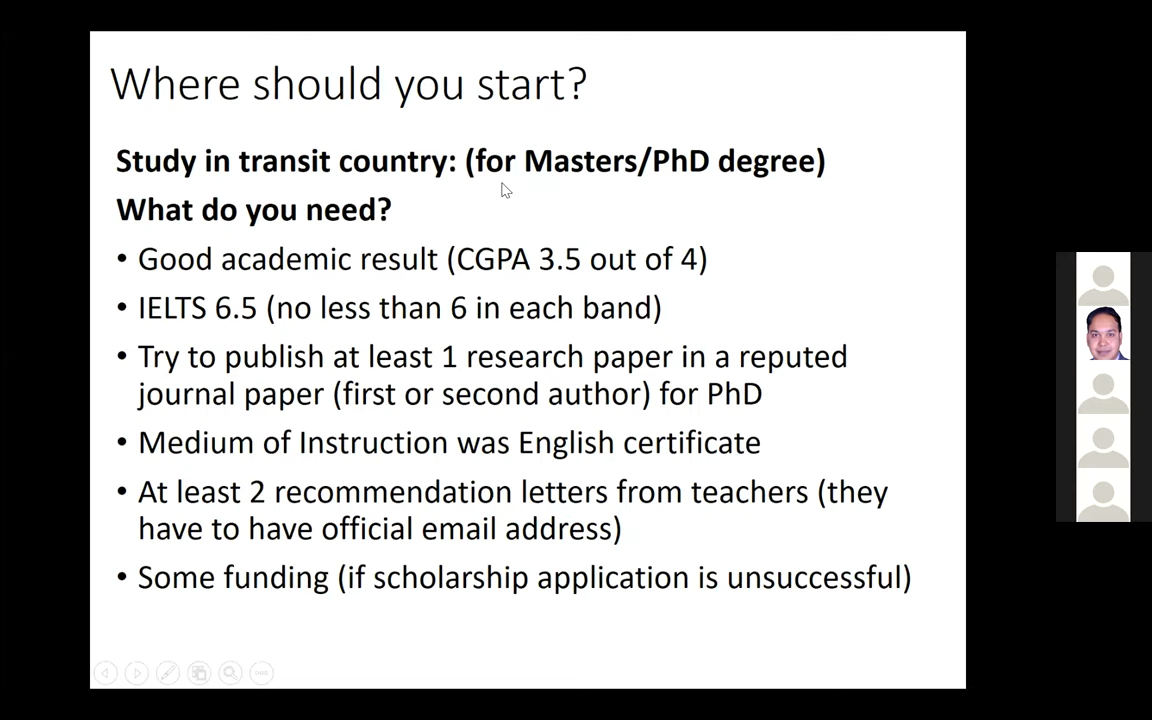 Where should you start?
Study in transit country: (for Masters/PhD degree)
What do you need?
• Good academic result (CGPA 3.5 out of 4)
• IELTS 6.5 (no less than 6 in each band)
• Try to publish at least 1 research paper in a reputed
journal paper (first or second author) for PhD
• Medium of Instruction was English certificate
• At least 2 recommendation letters from teachers (they
have to have official email address)
• Some funding (if scholarship application is unsuccessful)